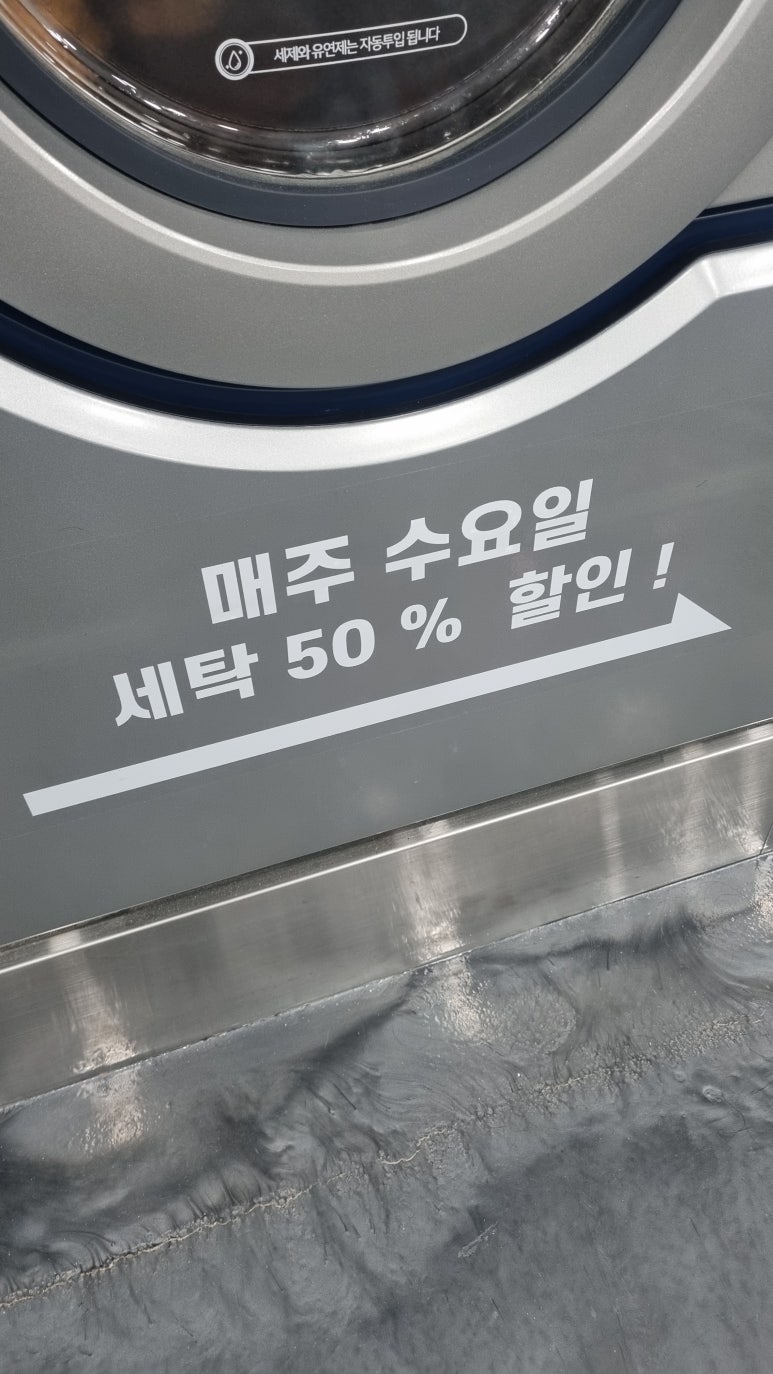 세제와 유연제는 자동투입 됩니다
매주 수요일
세탁 50 % 할인 !